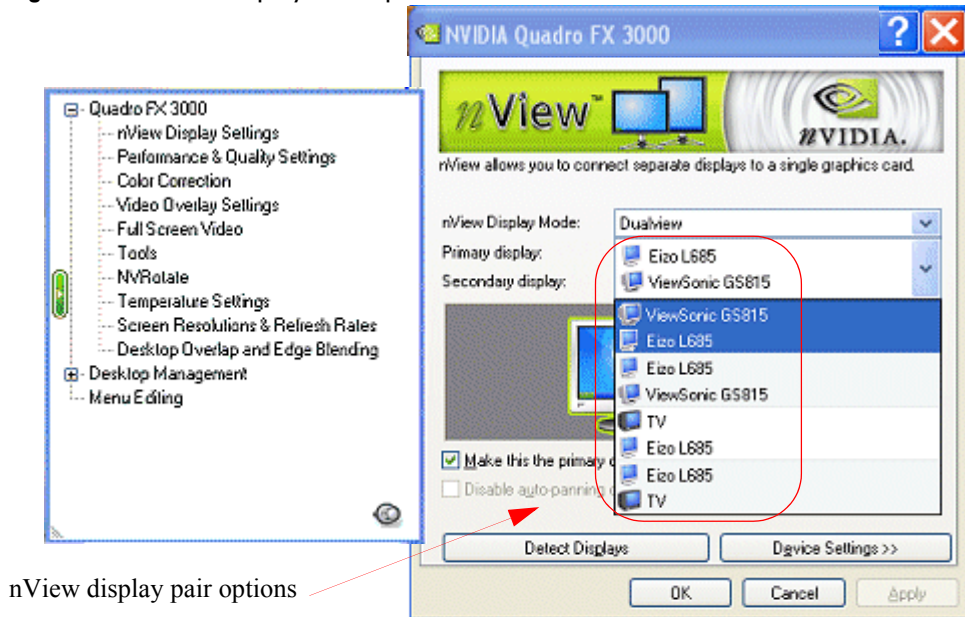 NVIDIA Quadro FX 3000
Quadro FX 3000
nView Display Settings
Performance & Quality Settings
Color Correction
Video Overlay Settings
Full Screen Video
Tools
NVRotate
Temperature Settings
Screen Resolutions & Refresh Rates
Desktop Overlap and Edge Blending
Desktop Management
Menu Editing
nView™
NVIDIA.
nView allows you to connect separate displays to a single graphics card.
nView Display Mode: Dualview
Primary display: Eizo L685
Secondary display: ViewSonic GS815
ViewSonic GS815
Eizo L685
Eizo L685
ViewSonic GS815
TV
Eizo L685
Eizo L685
TV
Make this the primary
Disable auto-panning
Detect Displays
Device Settings >>
nView display pair options
OK
Cancel
Apply